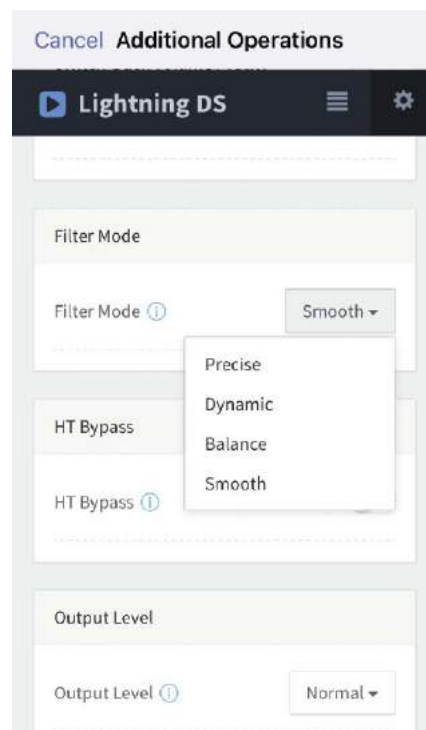 Cancel Additional Operations
Lightning DS
Filter Mode
Filter Mode ⓘ Smooth
Precise
Dynamic
Balance
Smooth
HT Bypass
HT Bypass ⓘ
Output Level
Output Level ⓘ Normal